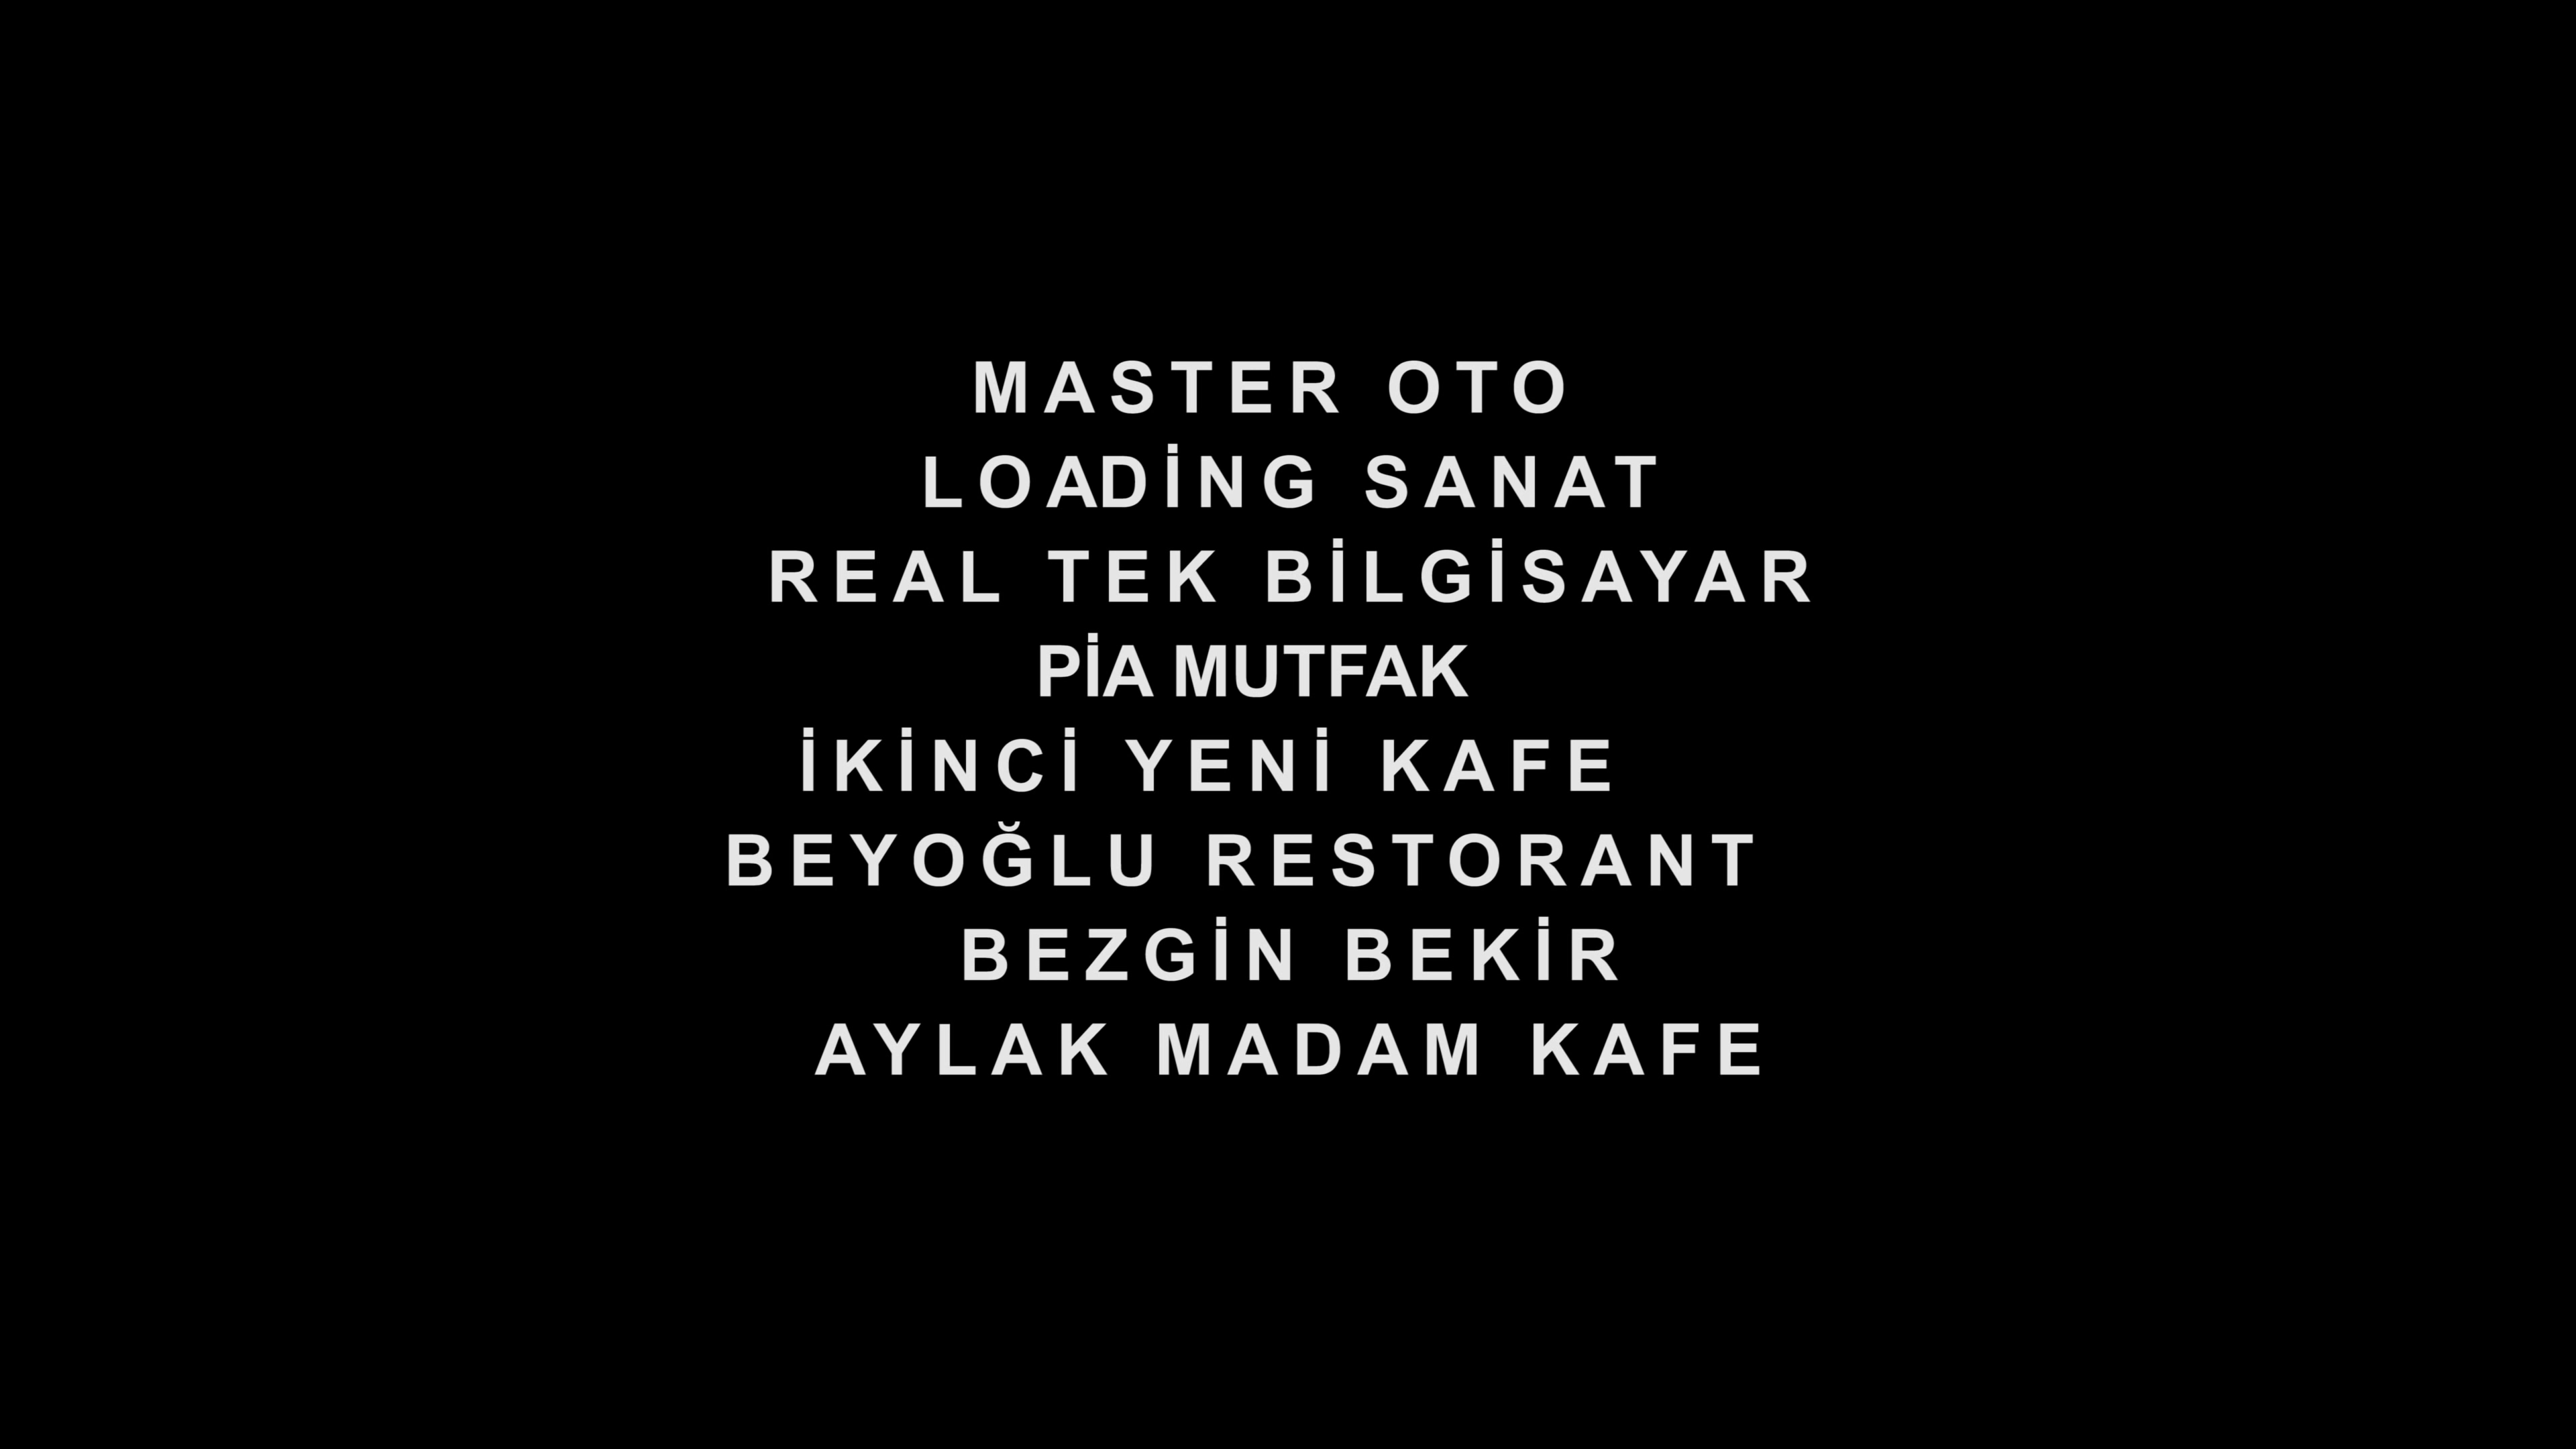 MASTER OTO
LOADİNG SANAT
REAL TEK BİLGİSAYAR
PİA MUTFAK
İKİNCİ YENİ KAFE
BEYOĞLU RESTORANT
BEZGİN BEKİR
AYLAK MADAM KAFE